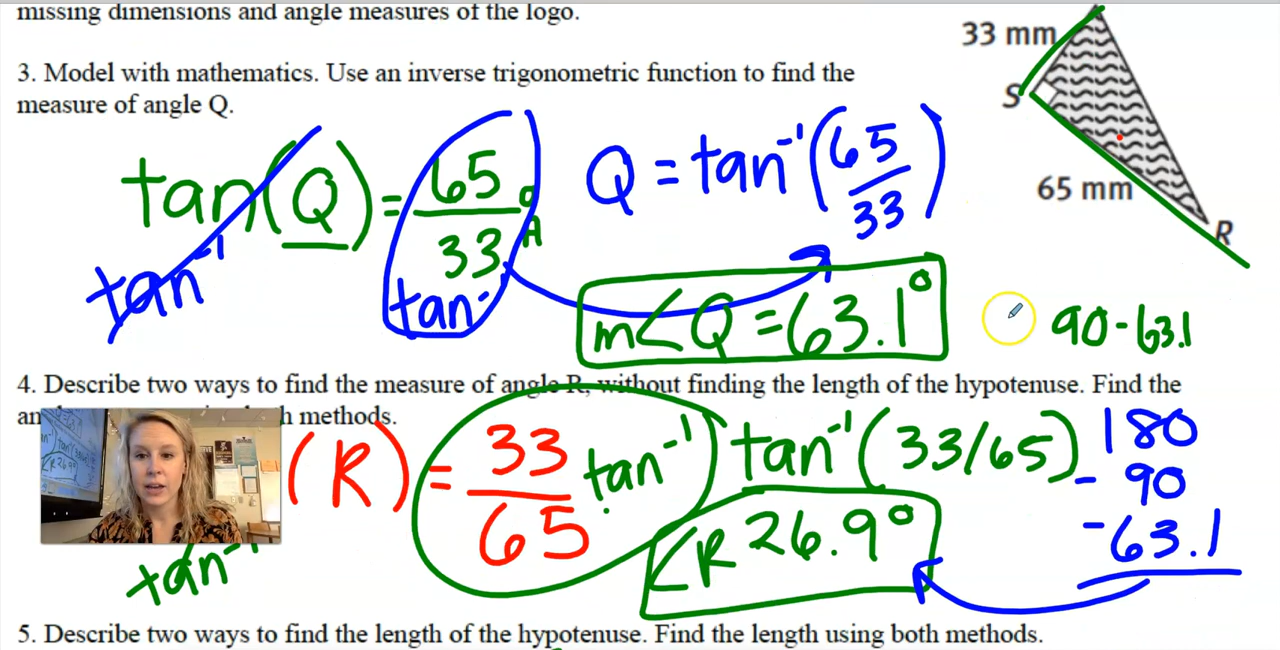 missing dimensions and angle measures of the logo.
33 mm
3. Model with mathematics. Use an inverse trigonometric function to find the
measure of angle Q.
S
65 mm
R
tan(Q) = 65/33
O
A
tan⁻¹
tan⁻
Q = tan⁻¹(65/33)
m∠Q = 63.1°
90-63.1
4. Describe two ways to find the measure of angle R, without finding the length of the hypotenuse. Find the
methods.
(R) = 33/65 tan⁻¹
tan⁻¹(33/65)
tan⁻¹
∠R 26.9°
180
- 90
- 63.1
5. Describe two ways to find the length of the hypotenuse. Find the length using both methods.